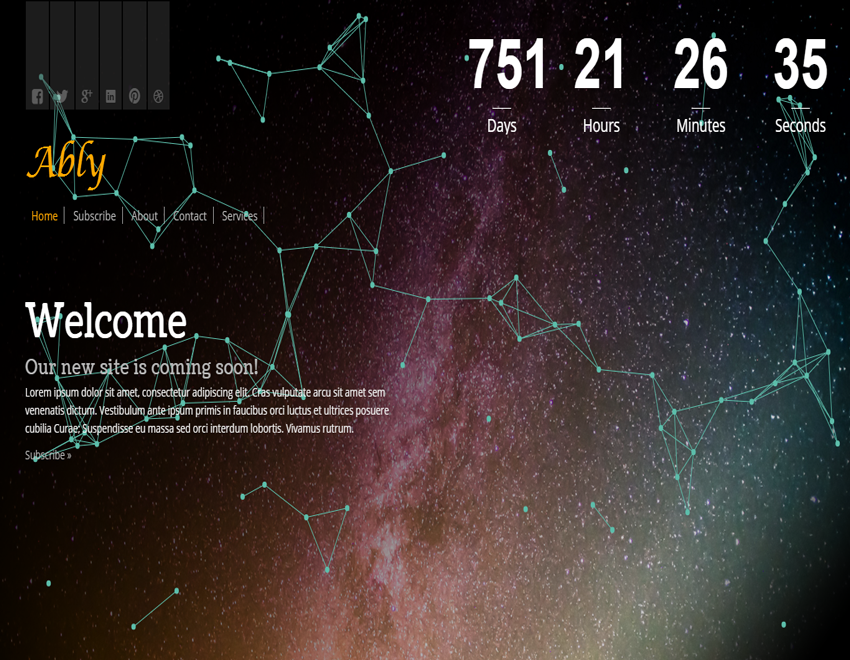 751 21 26 35
Days Hours Minutes Seconds
Ably
Home Subscribe About Contact Services
Welcome
Our new site is coming soon!
Lorem ipsum dolor sit amet, consectetur adipiscing elit. Cras vulputate arcu sit amet sem
venenatis dictum. Vestibulum ante ipsum primis in faucibus orci luctus et ultrices posuere
cubilia Curae; Suspendisse eu massa sed orci interdum lobortis. Vivamus rutrum.
Subscribe »